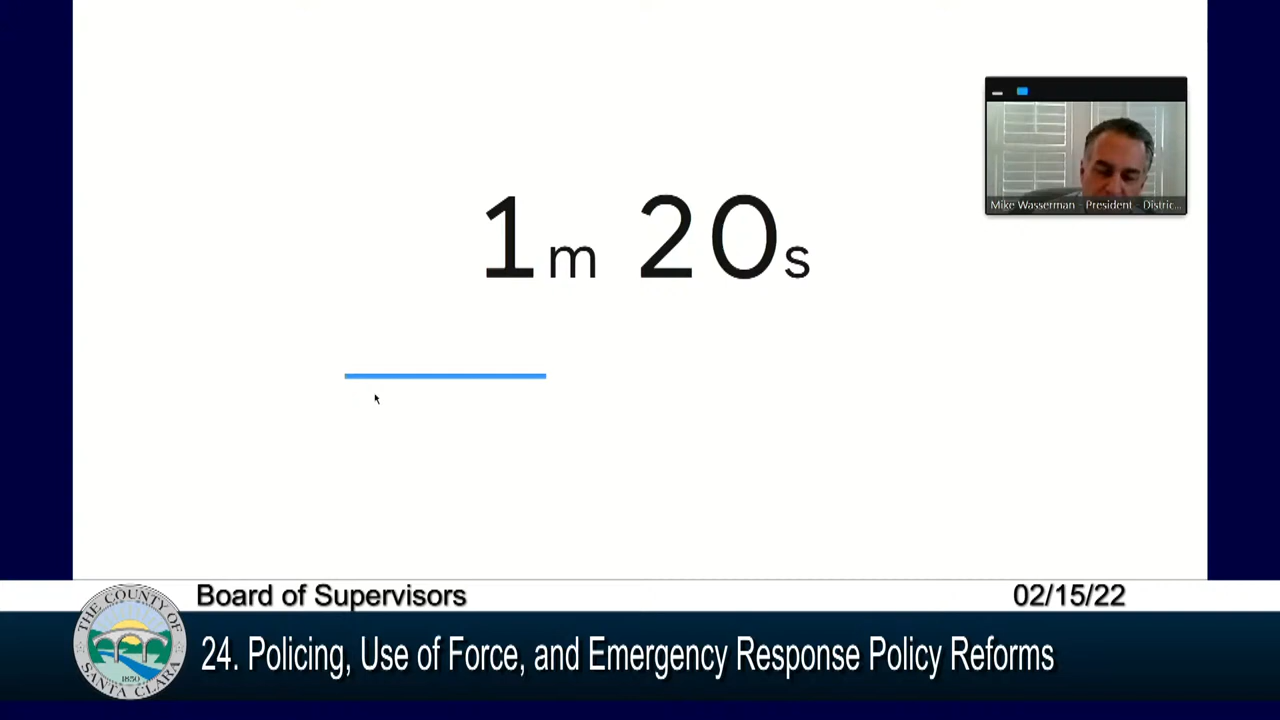 1m 20s
Mike Wasserman - President - Distric...
Board of Supervisors
02/15/22
THE COUNTY OF
SANTA CLARA
1850
24. Policing, Use of Force, and Emergency Response Policy Reforms